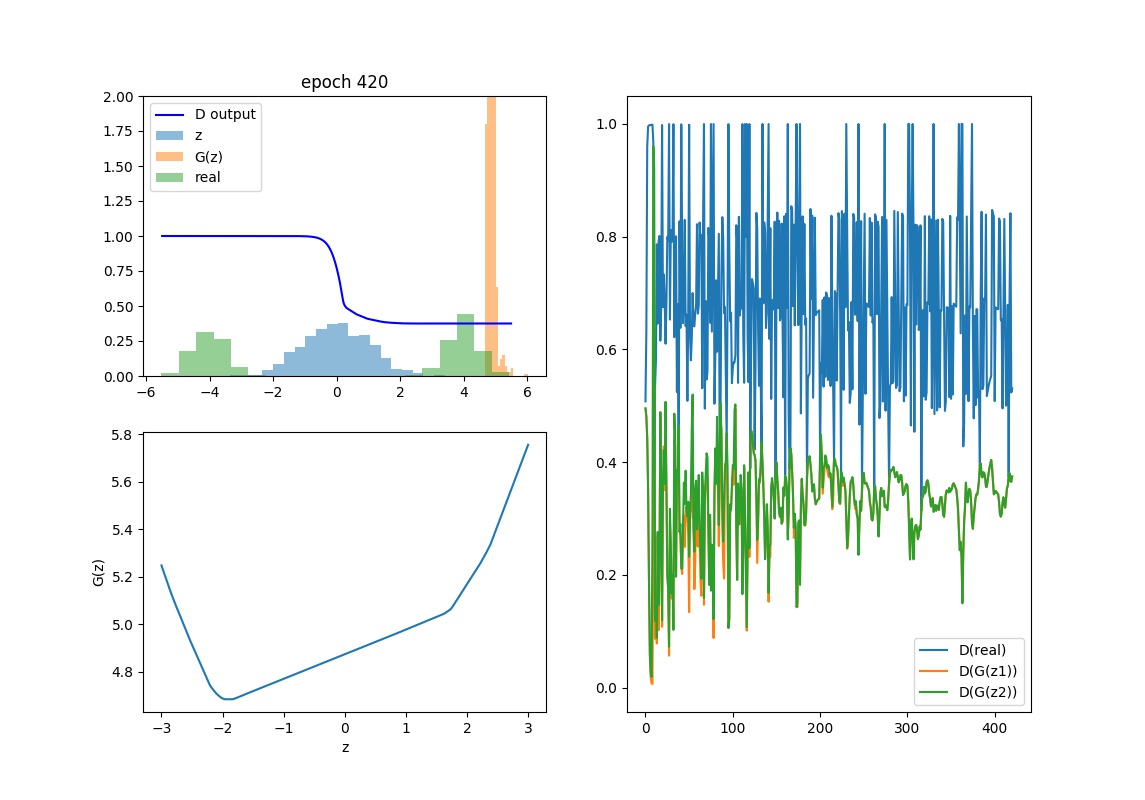 epoch 420
2.00
1.75
1.50
1.25
1.00
0.75
0.50
0.25
0.00
D output
z
G(z)
real
−6 −4 −2 0 2 4 6
5.8
5.6
5.4
5.2
5.0
4.8
G(z)
−3 −2 −1 0 1 2 3
z
1.0
0.8
0.6
0.4
0.2
0.0
D(real)
D(G(z1))
D(G(z2))
0 100 200 300 400